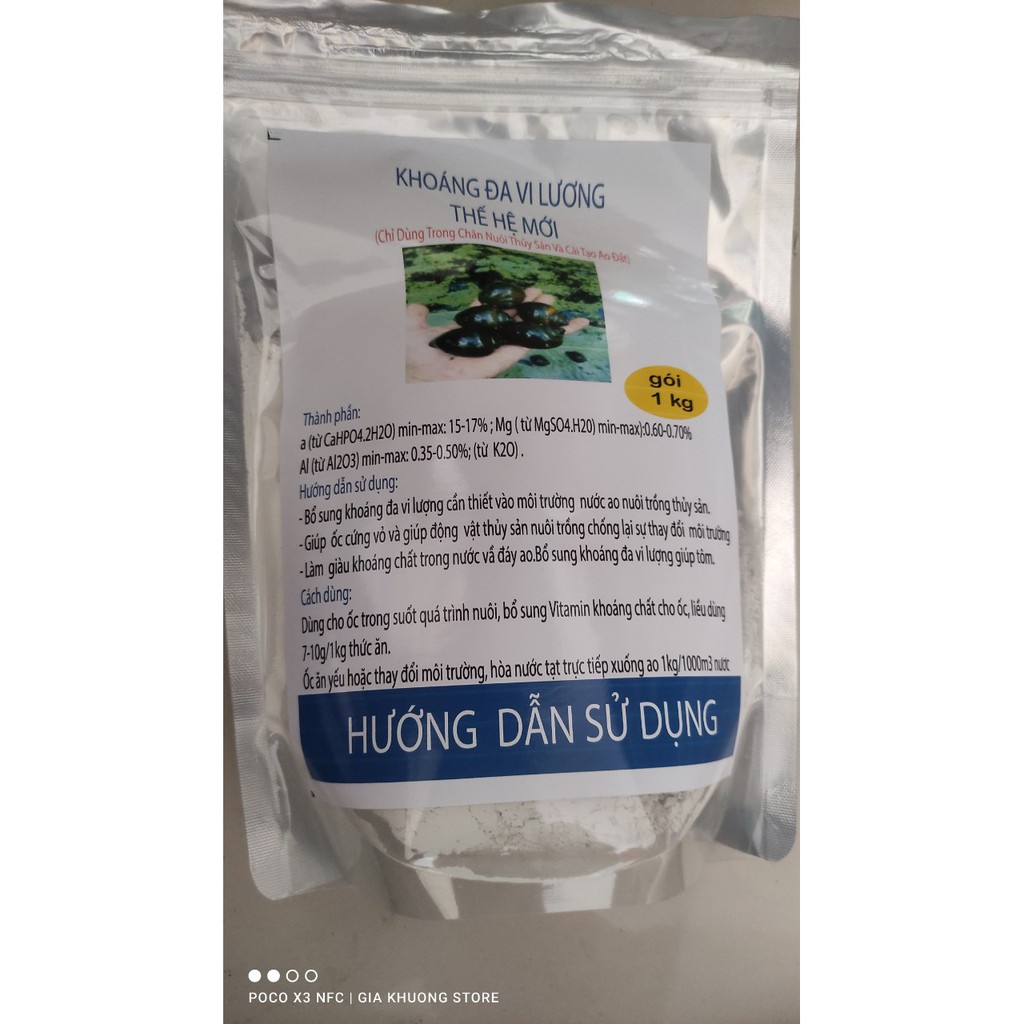 KHOÁNG ĐA VI LƯƠNG
THẾ HỆ MỚI
(Chỉ Dùng Trong Chăn Nuôi Thủy Sản Và Cải Tạo Ao Đất)
gói
1 kg
Thành phần:
a (từ CaHPO4.2H2O) min-max: 15-17% ; Mg ( từ MgSO4.H20) min-max):0.60-0.70%
Al (từ Al2O3) min-max: 0.35-0.50%; (từ K2O) .
Hướng dẫn sử dụng:
- Bổ sung khoáng đa vi lượng cần thiết vào môi trường nước ao nuôi trồng thủy sản.
-Giúp ốc cứng vỏ và giúp động vật thủy sản nuôi trồng chống lại sự thay đổi môi trường
-Làm giàu khoáng chất trong nước vầ đáy ao.Bổ sung khoáng đa vi lượng giúp tôm.
Cách dùng:
Dùng cho ốc trong suốt quá trình nuôi, bổ sung Vitamin khoáng chất cho ốc, liều dùng
7-10g/1kg thức ăn.
Ốc ăn yếu hoặc thay đổi môi trường, hòa nước tạt trực tiếp xuống ao 1kg/1000m3 nước
HƯỚNG DẪN SỬ DỤNG
POCO X3 NFC | GIA KHUONG STORE